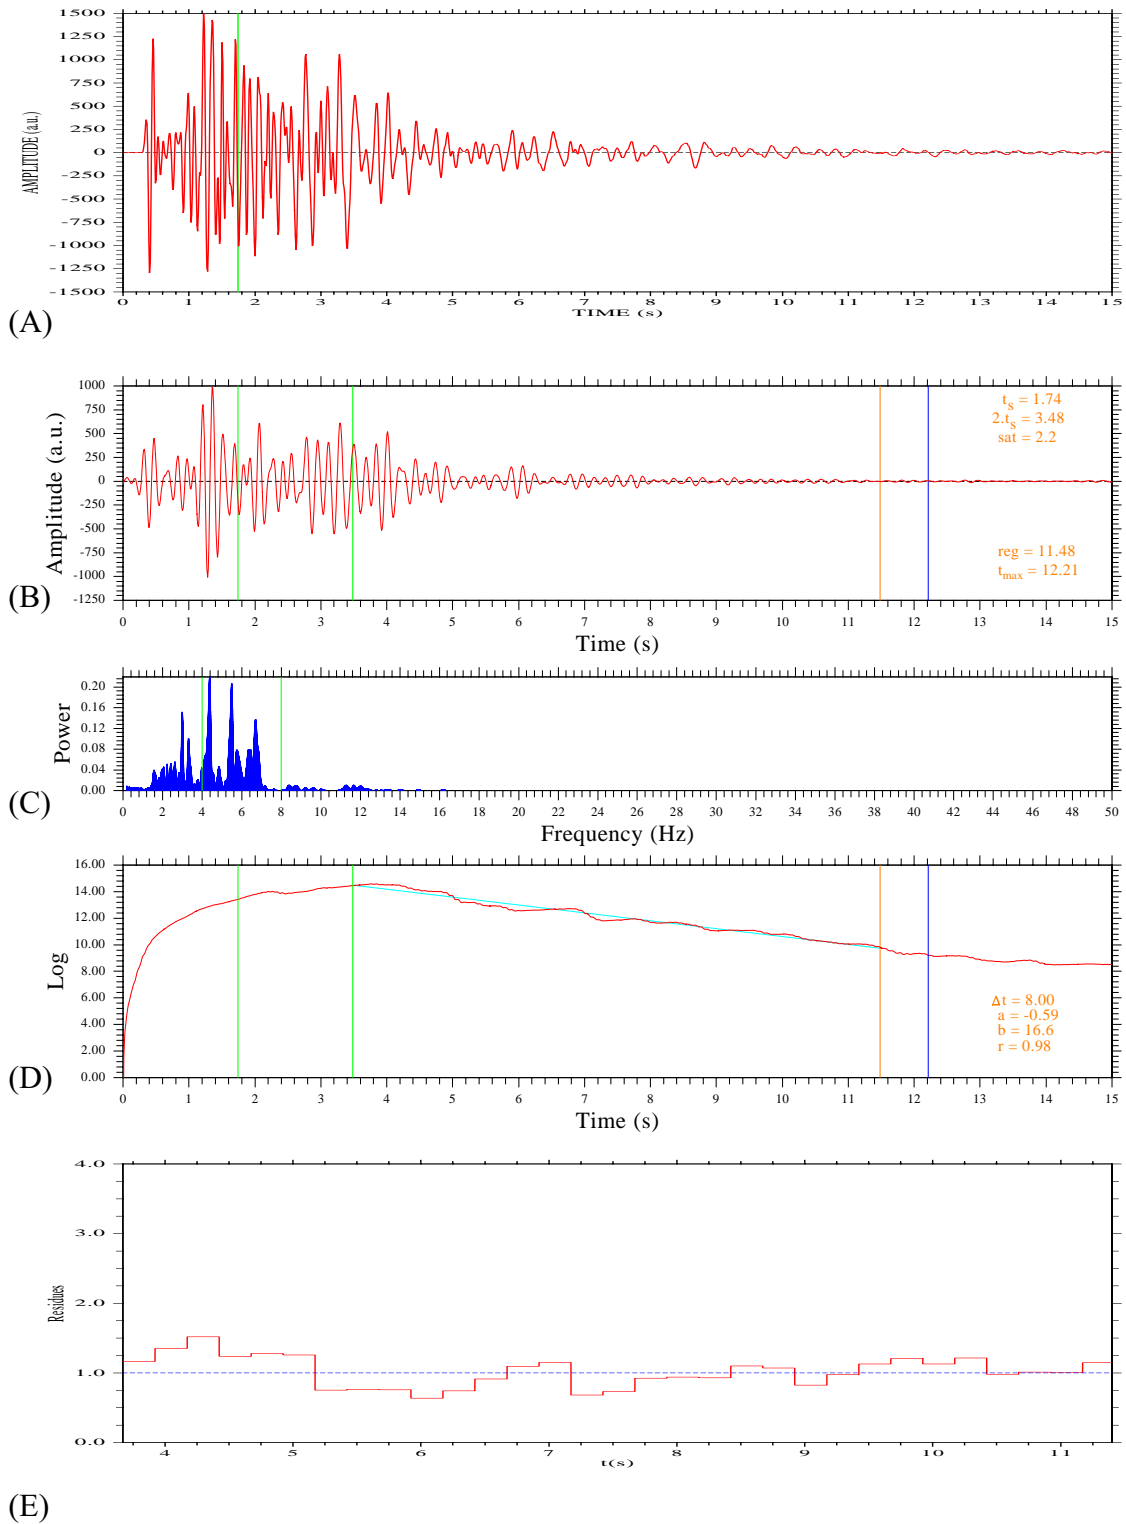 1500
1250
1000
750
500
250
0
-250
-500
-750
-1000
-1250
-1500
AMPLITUDE (a.u.)
0 1 2 3 4 5 6 7 8 9 10 11 12 13 14 15
TIME (s)
(A)
1000
750
500
250
0
-250
-500
-750
-1000
-1250
Amplitude (a.u.)
t_s = 1.74
2.t_s = 3.48
sat = 2.2
reg = 11.48
t_max = 12.21
0 1 2 3 4 5 6 7 8 9 10 11 12 13 14 15
Time (s)
(B)
0.20
0.16
0.12
0.08
0.04
0.00
Power
0 2 4 6 8 10 12 14 16 18 20 22 24 26 28 30 32 34 36 38 40 42 44 46 48 50
Frequency (Hz)
(C)
16.00
14.00
12.00
10.00
8.00
6.00
4.00
2.00
0.00
Log
Δt = 8.00
a = -0.59
b = 16.6
r = 0.98
0 1 2 3 4 5 6 7 8 9 10 11 12 13 14 15
Time (s)
(D)
4.0
3.0
2.0
1.0
0.0
Residues
4 5 6 7 8 9 10 11
t(s)
(E)